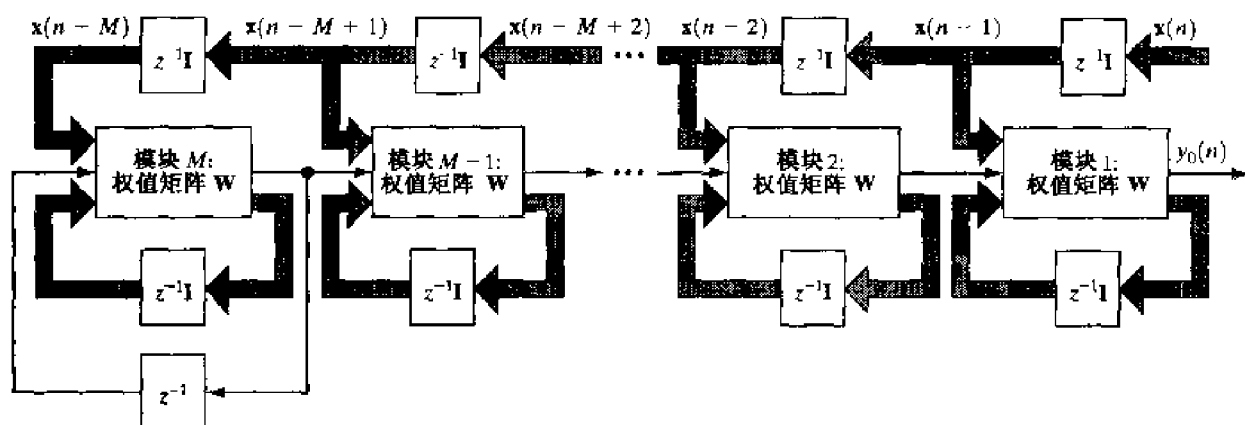 x(n − M)
z⁻¹I
x(n − M + 1)
z⁻¹I
x(n − M + 2)
···
x(n − 2)
z⁻¹I
x(n − 1)
z⁻¹I
x(n)
模块 M:
权值矩阵 W
模块 M − 1:
权值矩阵 W
···
模块 2:
权值矩阵 W
模块 1:
权值矩阵 W
y₀(n)
z⁻¹I
z⁻¹I
z⁻¹I
z⁻¹I
z⁻¹